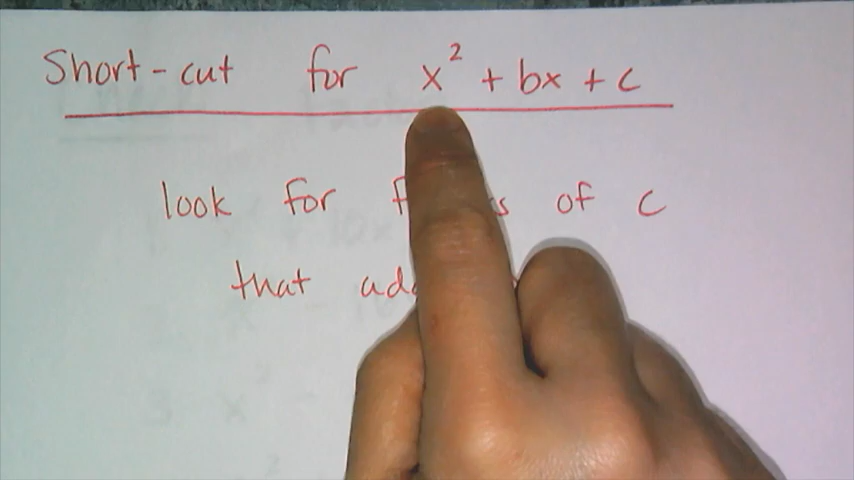 Short-cut for x² + bx + c
look for of c
that